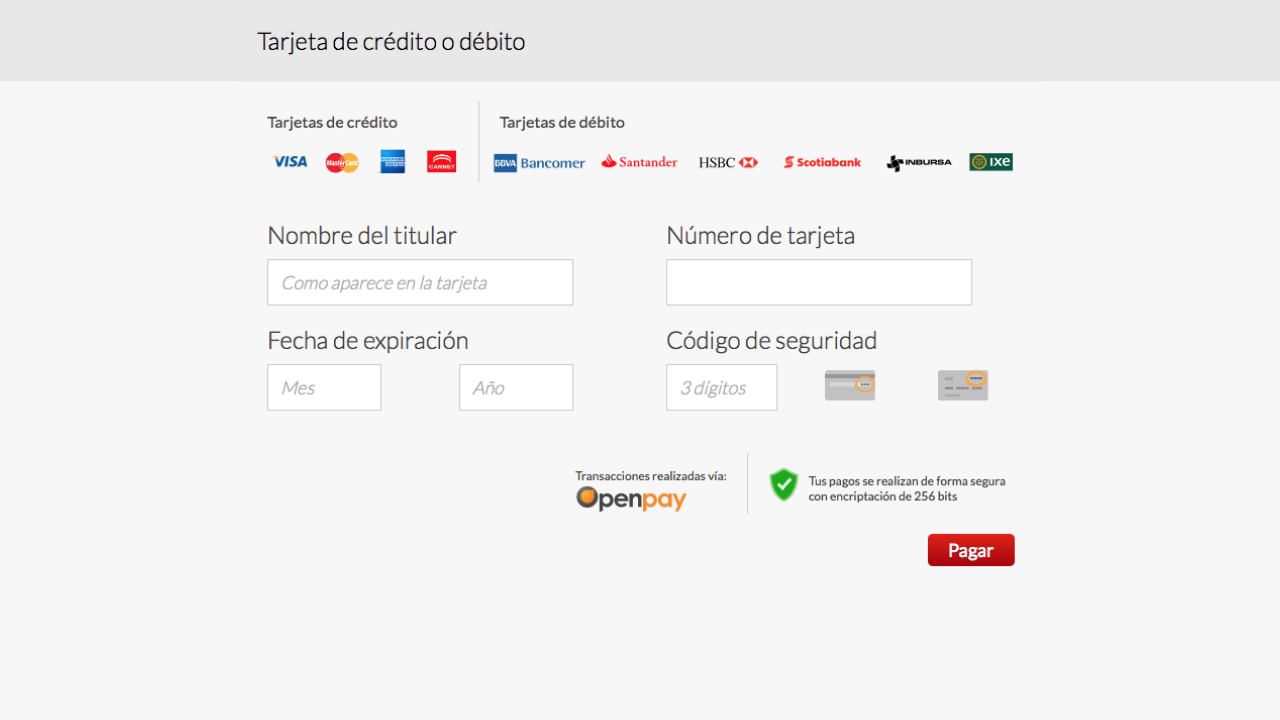 Tarjeta de crédito o débito
Tarjetas de crédito
Tarjetas de débito
VISA MasterCard AMERICAN EXPRESS CARNET
BBVA Bancomer Santander HSBC Scotiabank INBURSA IXE
Nombre del titular
Número de tarjeta
Como aparece en la tarjeta
Fecha de expiración
Código de seguridad
Mes
Año
3 dígitos
Transacciones realizadas vía:
Openpay
Tus pagos se realizan de forma segura
con encriptación de 256 bits
Pagar